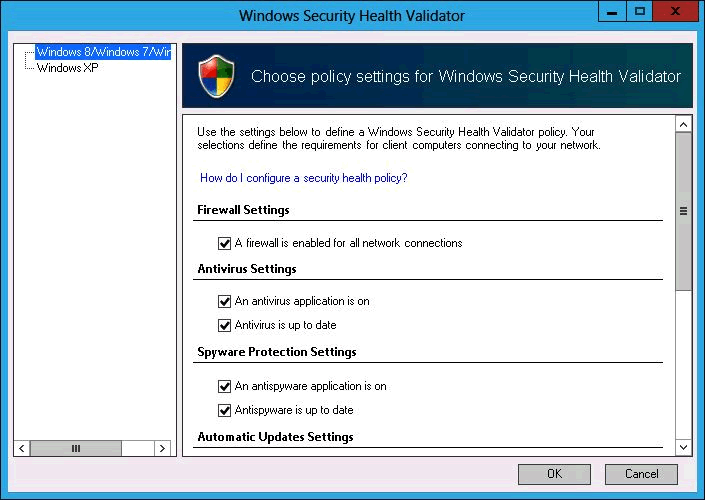 Windows Security Health Validator
Windows 8/Windows 7/Win
Windows XP
Choose policy settings for Windows Security Health Validator
Use the settings below to define a Windows Security Health Validator policy. Your
selections define the requirements for client computers connecting to your network.
How do I configure a security health policy?
Firewall Settings
A firewall is enabled for all network connections
Antivirus Settings
An antivirus application is on
Antivirus is up to date
Spyware Protection Settings
An antispyware application is on
Antispyware is up to date
Automatic Updates Settings
OK
Cancel